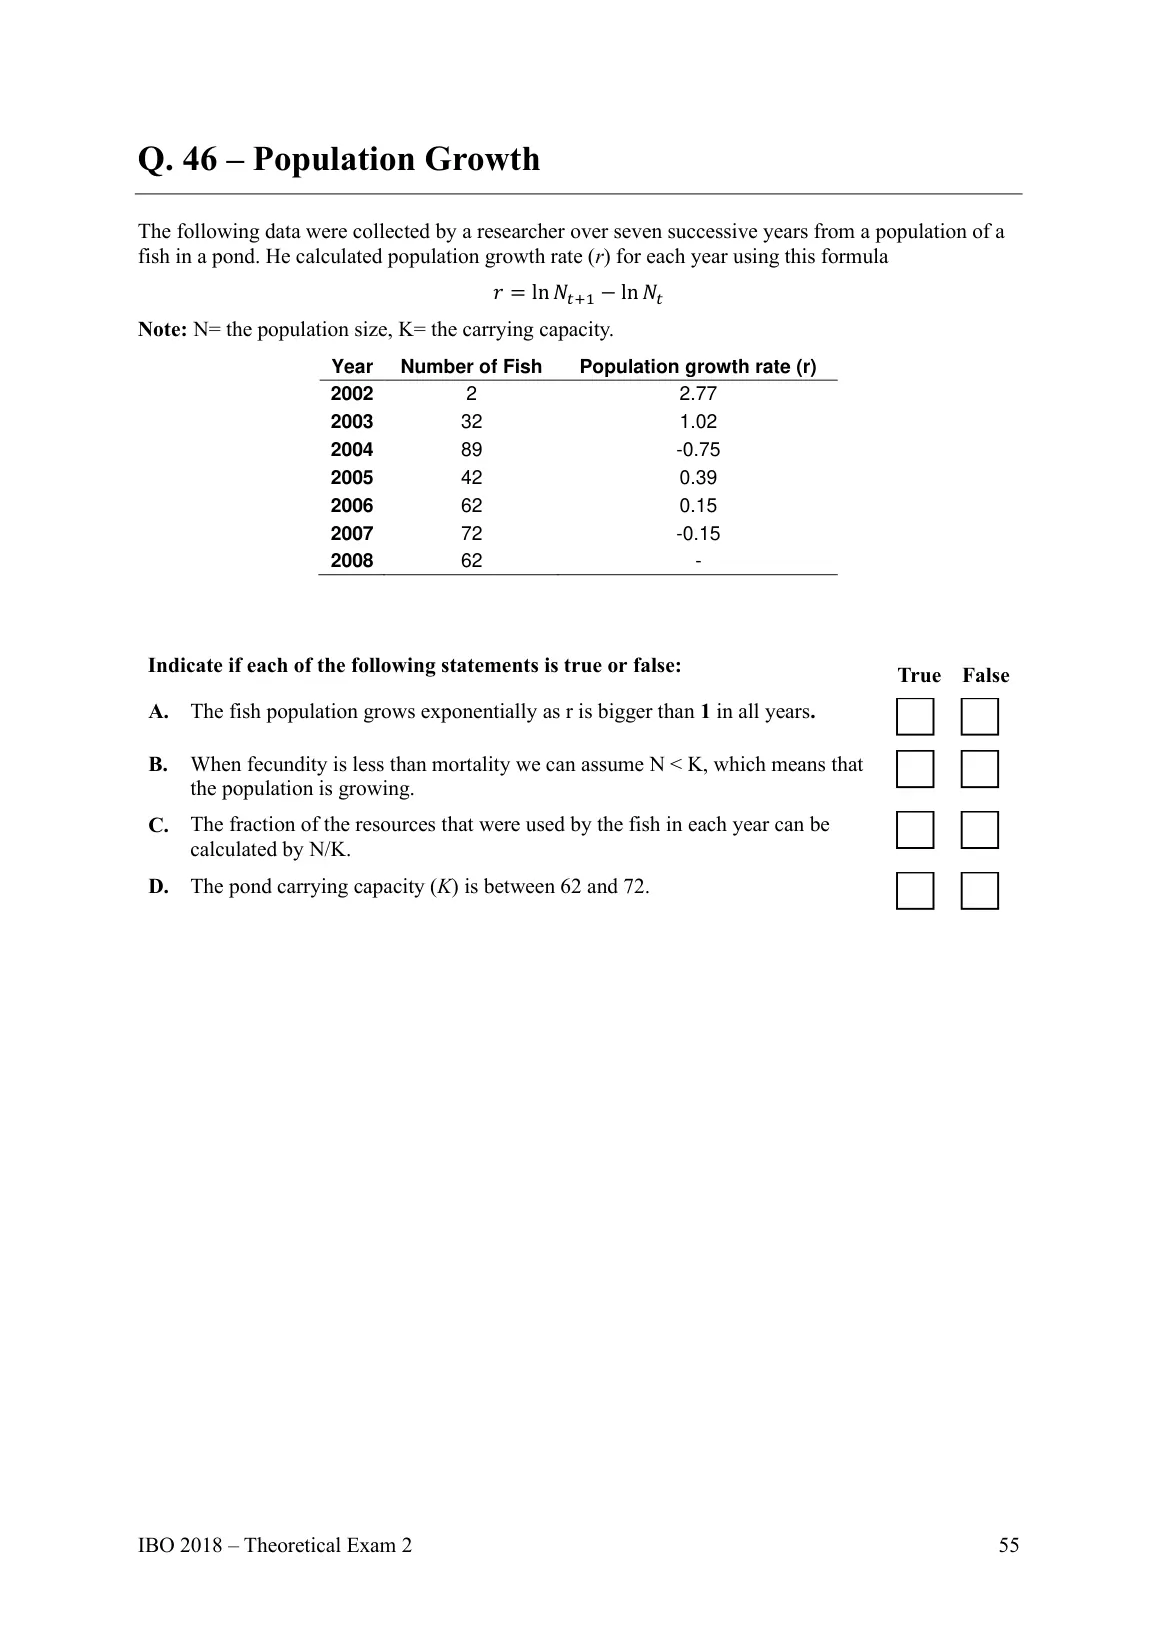 Q. 46 – Population Growth
The following data were collected by a researcher over seven successive years from a population of a
fish in a pond. He calculated population growth rate (r) for each year using this formula
r = ln N_{t+1} − ln N_t
Note: N= the population size, K= the carrying capacity.
Year Number of Fish Population growth rate (r)
2002 2 2.77
2003 32 1.02
2004 89 -0.75
2005 42 0.39
2006 62 0.15
2007 72 -0.15
2008 62 -
Indicate if each of the following statements is true or false:
True False
A. The fish population grows exponentially as r is bigger than 1 in all years.
B. When fecundity is less than mortality we can assume N < K, which means that
the population is growing.
C. The fraction of the resources that were used by the fish in each year can be
calculated by N/K.
D. The pond carrying capacity (K) is between 62 and 72.
IBO 2018 – Theoretical Exam 2 55